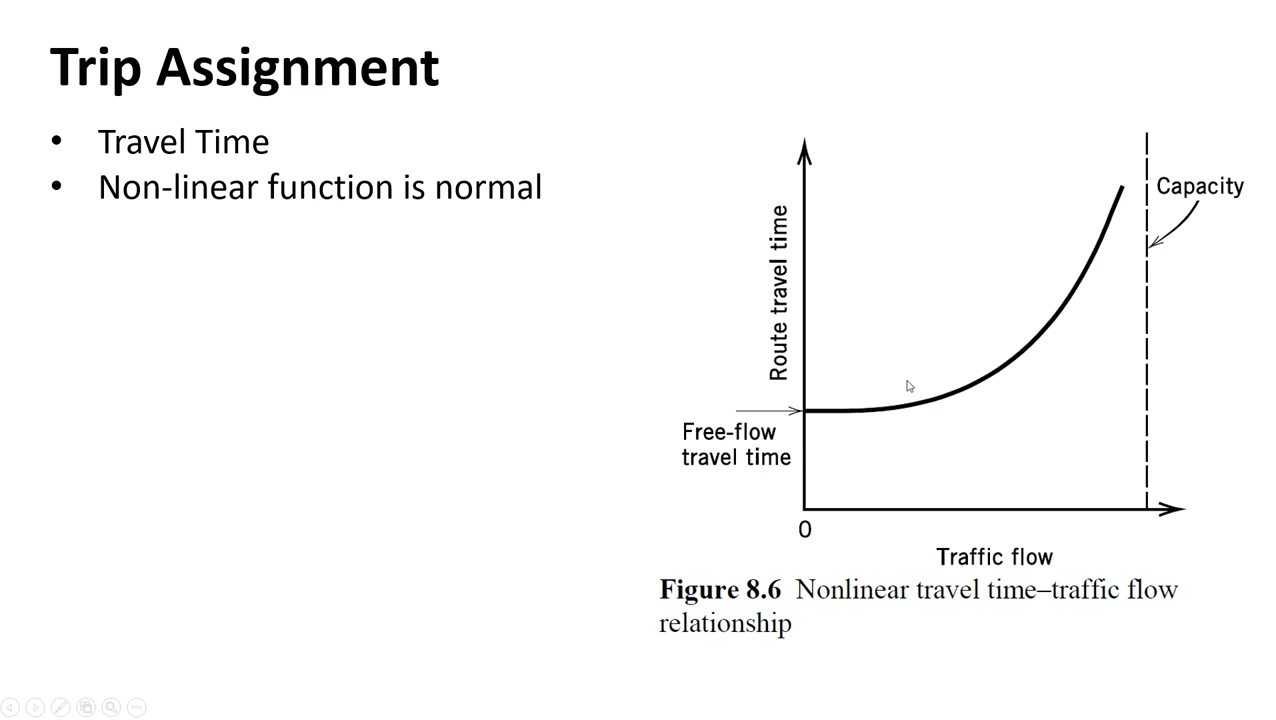 Trip Assignment
• Travel Time
• Non-linear function is normal
Capacity
Route travel time
Free-flow
travel time
0
Traffic flow
Figure 8.6 Nonlinear travel time–traffic flow
relationship